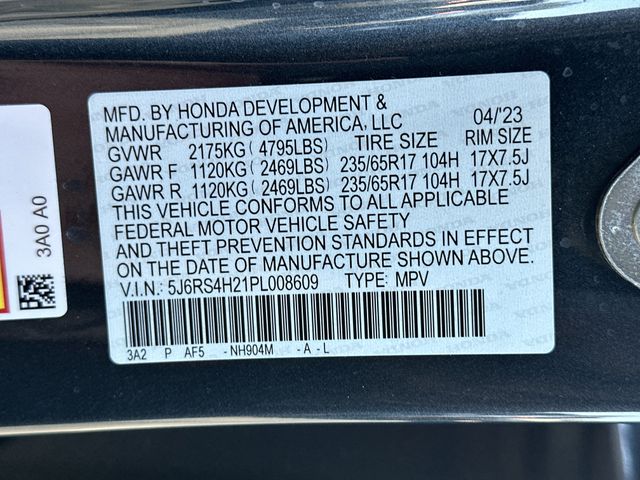 MFD. BY HONDA DEVELOPMENT &
MANUFACTURING OF AMERICA, LLC 04/'23
GVWR 2175KG ( 4795LBS) TIRE SIZE RIM SIZE
GAWR F 1120KG ( 2469LBS) 235/65R17 104H 17X7.5J
GAWR R 1120KG ( 2469LBS) 235/65R17 104H 17X7.5J
THIS VEHICLE CONFORMS TO ALL APPLICABLE
FEDERAL MOTOR VEHICLE SAFETY
AND THEFT PREVENTION STANDARDS IN EFFECT
ON THE DATE OF MANUFACTURE SHOWN ABOVE.
V.I.N.: 5J6RS4H21PL008609 TYPE: MPV
3A2 P AF5 - NH904M - A - L
3A0 A0